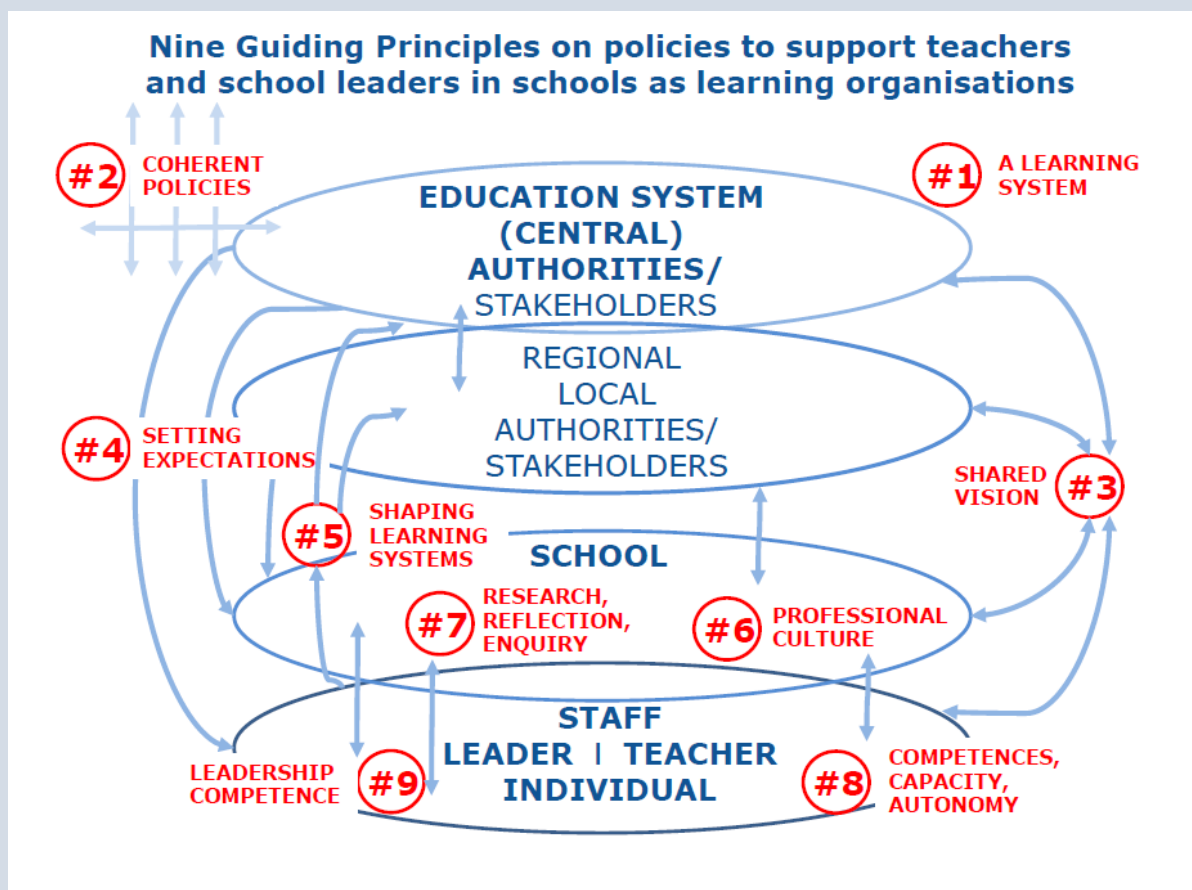 Nine Guiding Principles on policies to support teachers
and school leaders in schools as learning organisations
#2
COHERENT
POLICIES
#1
A LEARNING
SYSTEM
EDUCATION SYSTEM
(CENTRAL)
AUTHORITIES/
STAKEHOLDERS
REGIONAL
LOCAL
AUTHORITIES/
STAKEHOLDERS
#4
SETTING
EXPECTATIONS
SHARED
VISION
#3
#5
SHAPING
LEARNING
SYSTEMS
SCHOOL
#7
RESEARCH,
REFLECTION,
ENQUIRY
#6
PROFESSIONAL
CULTURE
STAFF
LEADER | TEACHER
INDIVIDUAL
LEADERSHIP
COMPETENCE
#9
#8
COMPETENCES,
CAPACITY,
AUTONOMY